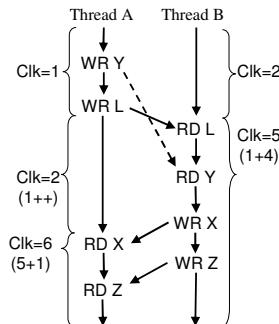 Thread A Thread B
WR Y
Clk=1
Clk=2
WR L
RD L
Clk=5
(1+4)
RD Y
Clk=2
(1++)
WR X
Clk=6
(5+1)
RD X
WR Z
RD Z